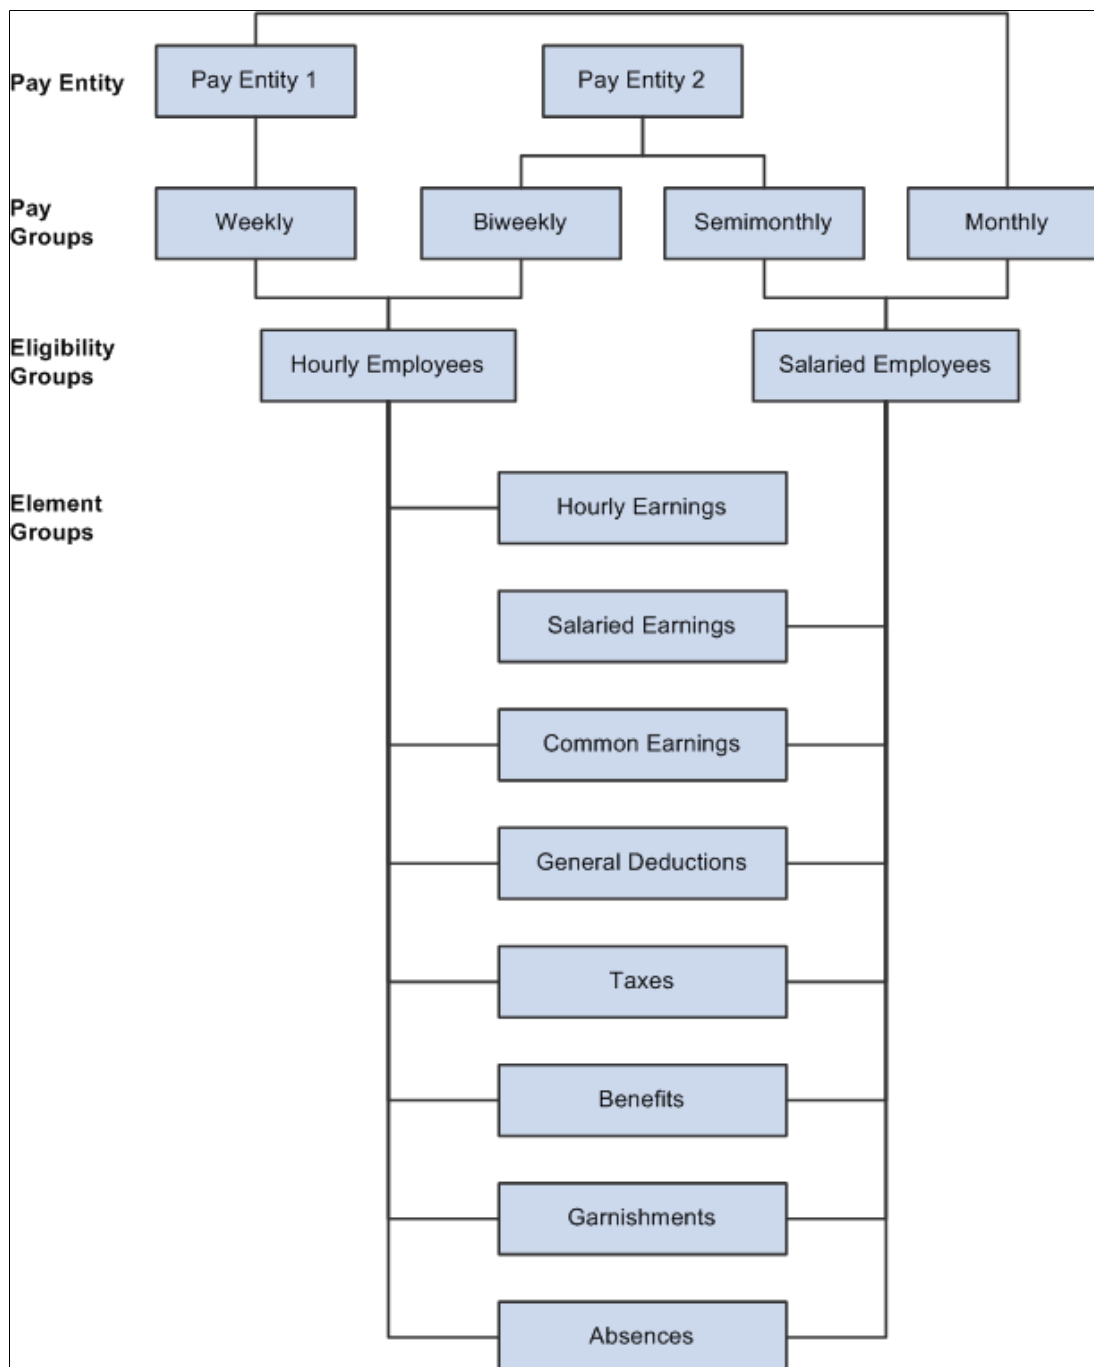 Pay Entity
Pay Entity 1
Pay Entity 2
Pay
Groups
Weekly
Biweekly
Semimonthly
Monthly
Eligibility
Groups
Hourly Employees
Salaried Employees
Element
Groups
Hourly Earnings
Salaried Earnings
Common Earnings
General Deductions
Taxes
Benefits
Garnishments
Absences